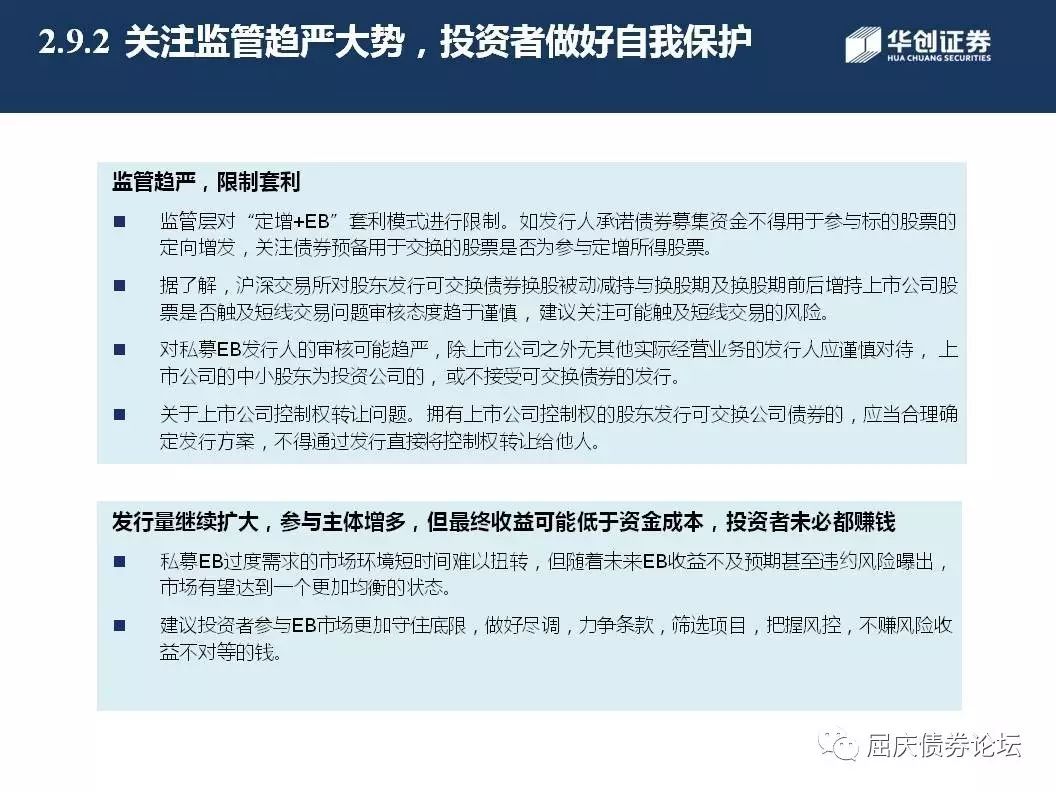 2.9.2 关注监管趋严大势，投资者做好自我保护
华创证券
HUA CHUANG SECURITIES
监管趋严，限制套利
■ 监管层对“定增+EB”套利模式进行限制。如发行人承诺债券募集资金不得用于参与标的股票的
定向增发，关注债券预备用于交换的股票是否为参与定增所得股票。
■ 据了解，沪深交易所对股东发行可交换债券换股被动减持与换股期及换股期前后增持上市公司股
票是否触及短线交易问题审核态度趋于谨慎，建议关注可能触及短线交易的风险。
■ 对私募EB发行人的审核可能趋严，除上市公司之外无其他实际经营业务的发行人应谨慎对待，上
市公司的中小股东为投资公司的，或不接受可交换债券的发行。
■ 关于上市公司控制权转让问题。拥有上市公司控制权的股东发行可交换公司债券的，应当合理确
定发行方案，不得通过发行直接将控制权转让给他人。
发行量继续扩大，参与主体增多，但最终收益可能低于资金成本，投资者未必都赚钱
■ 私募EB过度需求的市场环境短时间难以扭转，但随着未来EB收益不及预期甚至违约风险曝出，
市场有望达到一个更加均衡的状态。
■ 建议投资者参与EB市场更加守住底限，做好尽调，力争条款，筛选项目，把握风控，不赚风险收
益不对等的钱。
屈庆债券论坛